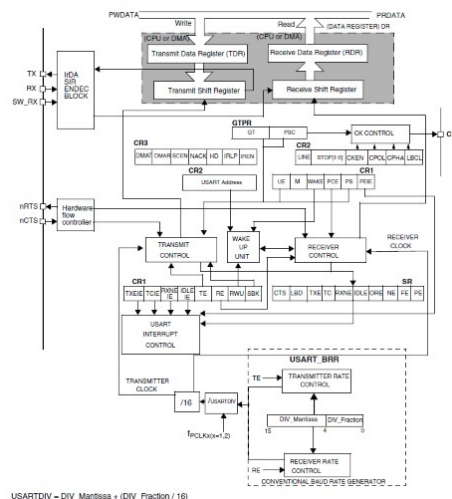 PWDATA PRDATA
Write Read (DATA REGISTER) DR
(CPU or DMA) (CPU or DMA)
Transmit Data Register (TDR) Receive Data Register (RDR)
TX
RX
SW_RX
IrDA
SIR
ENDEC
BLOCK
Transmit Shift Register Receive Shift Register
GTPR
GT PSC
CK CONTROL
CR3
DMAT DMAR SCEN NACK HD IRLP IREN
CR2
LINE STOP[1:0] CKEN CPOL CPHA LBCL
CR2
USART Address
CR1
UE M WAKE PCE PS PEIE
nRTS
nCTS
Hardware
flow
controller
TRANSMIT
CONTROL
WAKE
UP
UNIT
RECEIVER
CONTROL
RECEIVER
CLOCK
CR1
TXEIE TCIE RXNE IE IDLE IE TE RE RWU SBK
SR
CTS LBD TXE TC RXNE IDLE ORE NE FE PE
USART
INTERRUPT
CONTROL
USART_BRR
TE
TRANSMITTER RATE
CONTROL
TRANSMITTER
CLOCK
/16
/USARTDIV
DIV_Mantissa DIV_Fraction
15 4 0
fPCLKx(x=1,2)
RE
RECEIVER RATE
CONTROL
CONVENTIONAL BAUD RATE GENERATOR
USARTDIV = DIV_Mantissa + (DIV_Fraction / 16)